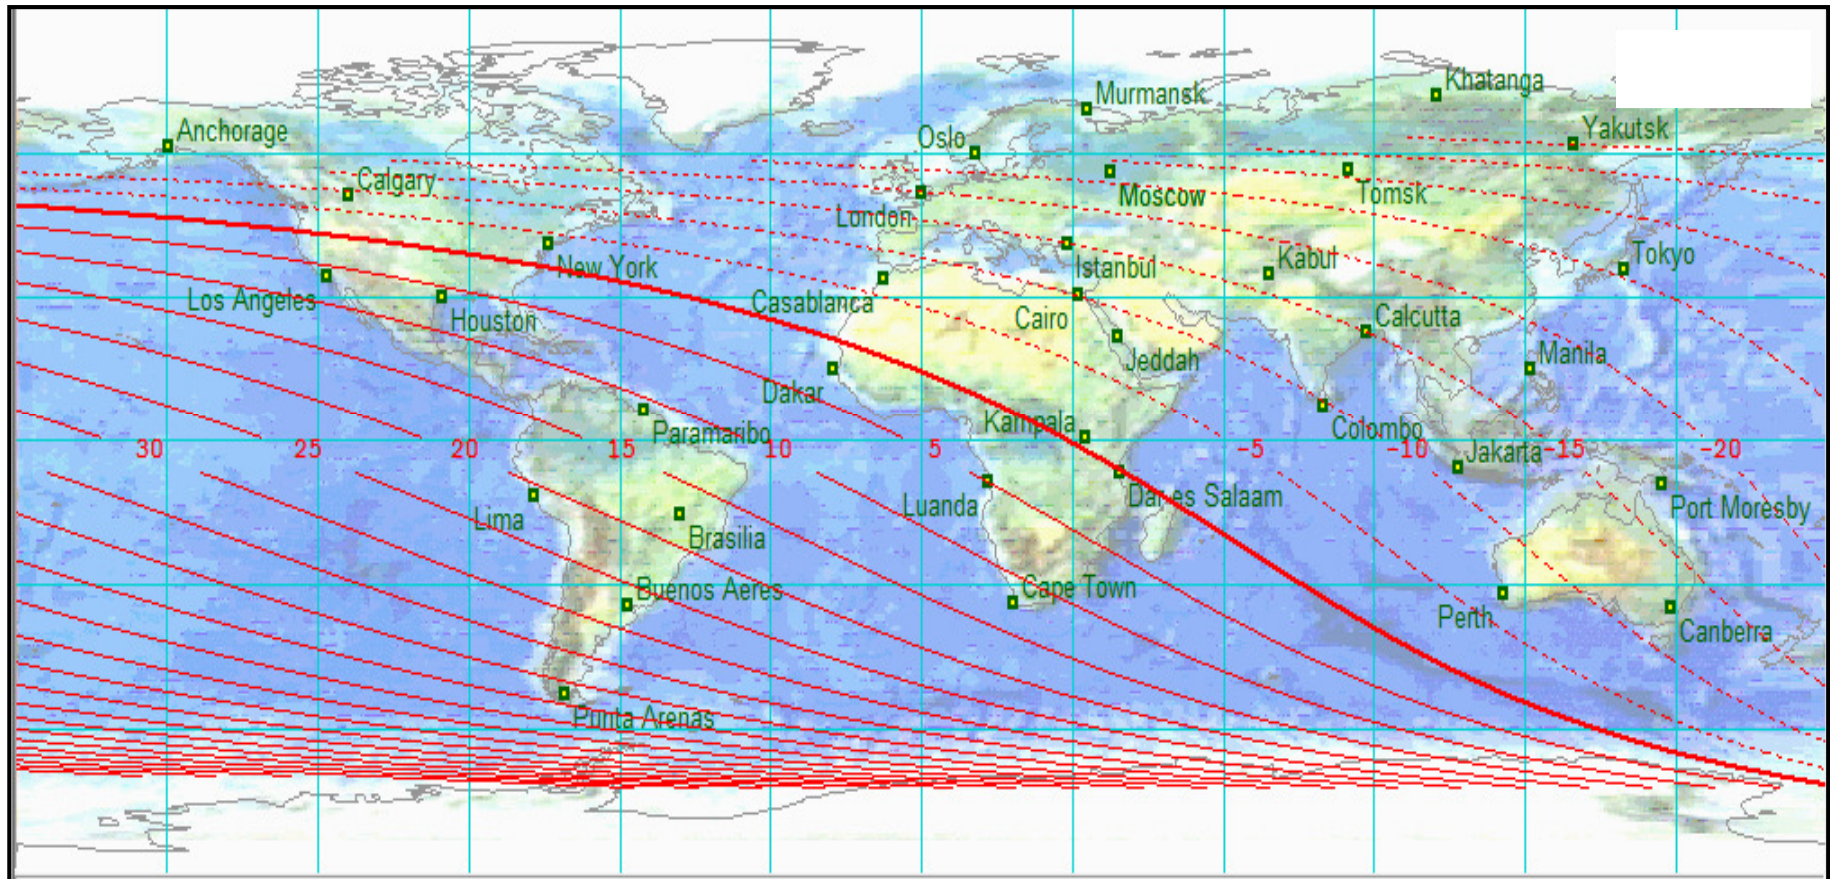 Khatanga
Murmansk
Anchorage
Oslo
Yakutsk
Calgary
Moscow
Tomsk
London
New York
Istanbul
Kabul
Tokyo
Los Angeles
Casablanca
Houston
Cairo
Calcutta
Jeddah
Manila
Dakar
Kampala
Paramaribo
Colombo
30 25 20 15 10 5 -5 -10 -15 -20
Jakarta
Luanda
Dar es Salaam
Lima
Port Moresby
Brasilia
Buenos Aeres
Cape Town
Perth
Canberra
Punta Arenas